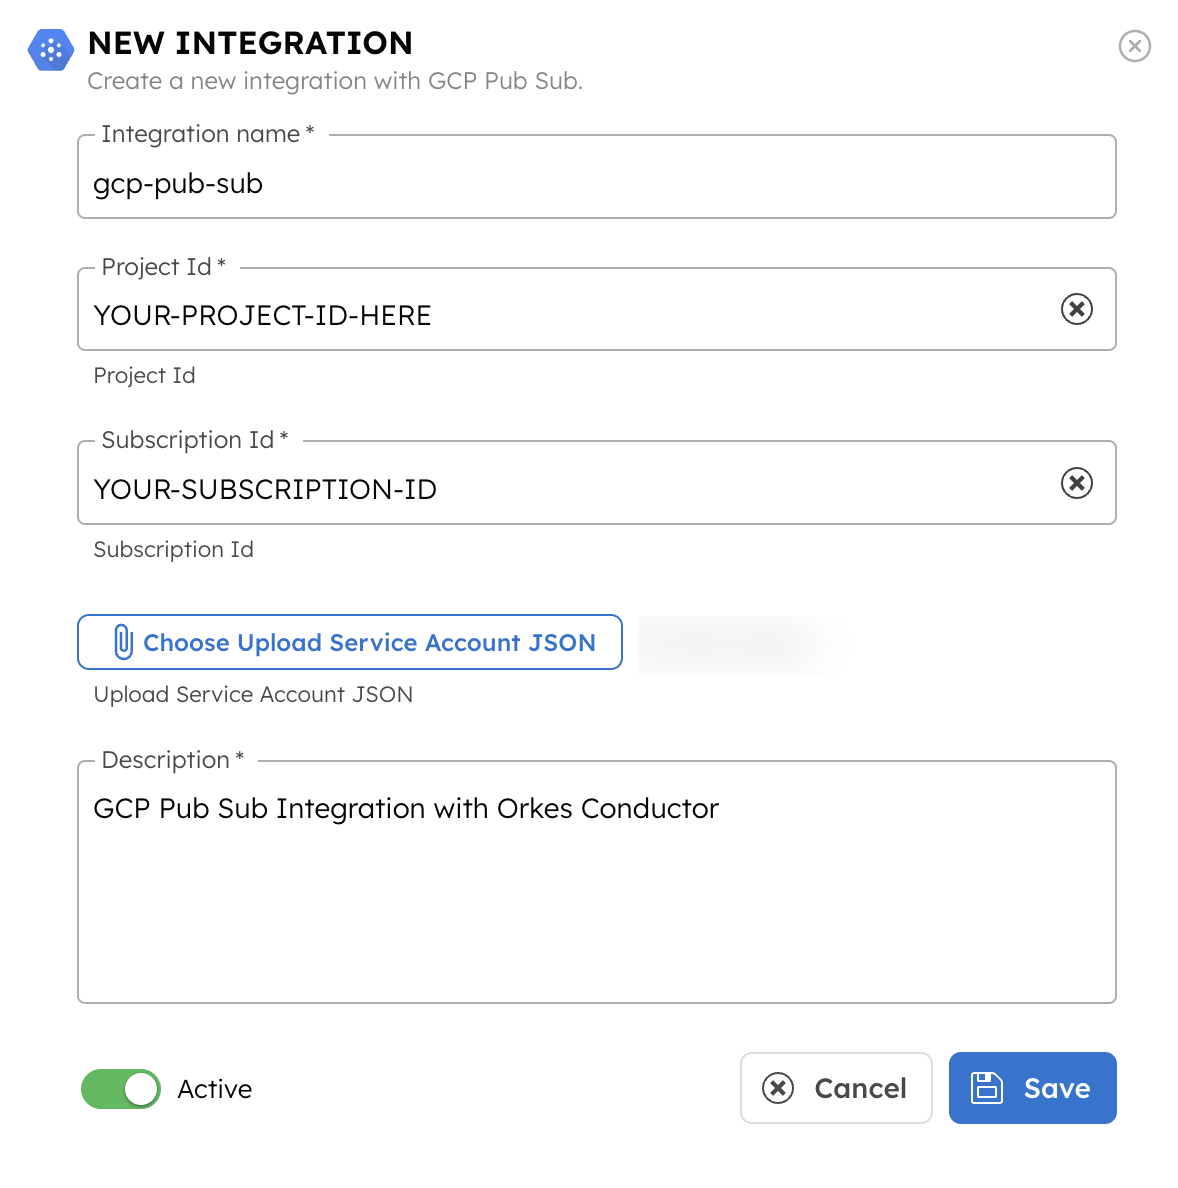 NEW INTEGRATION
Create a new integration with GCP Pub Sub.
Integration name *
gcp-pub-sub
Project Id *
YOUR-PROJECT-ID-HERE
Project Id
Subscription Id *
YOUR-SUBSCRIPTION-ID
Subscription Id
Choose Upload Service Account JSON
Upload Service Account JSON
Description *
GCP Pub Sub Integration with Orkes Conductor
Active
Cancel
Save